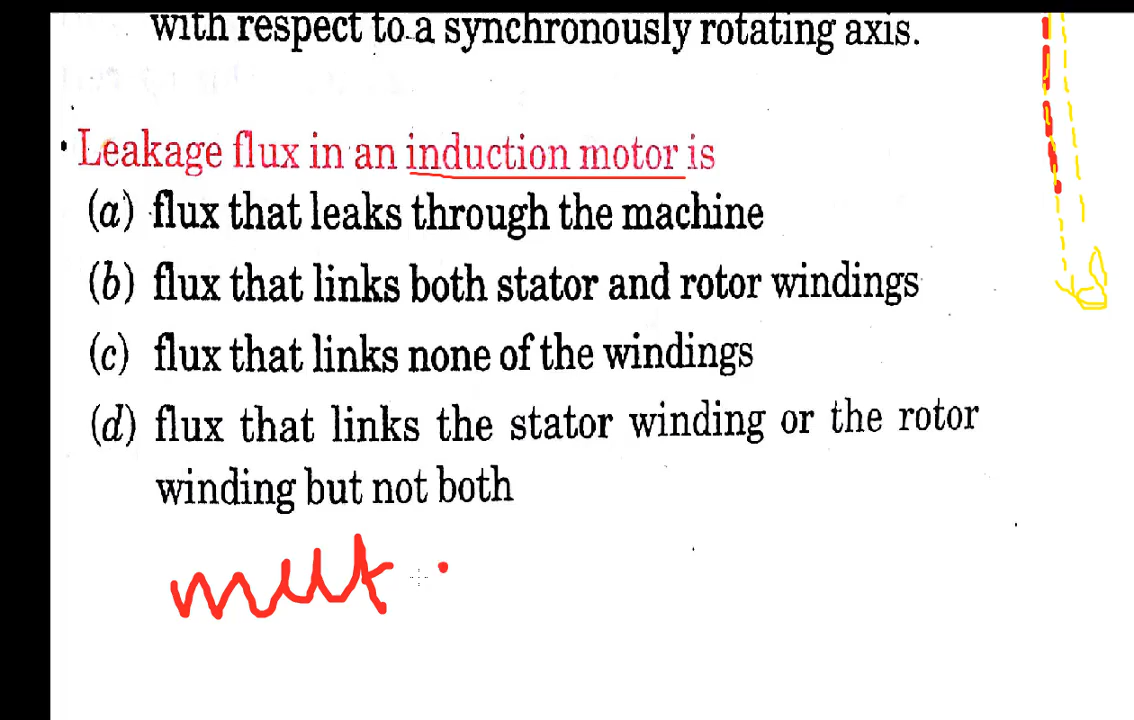 with respect to a synchronously rotating axis.
Leakage flux in an induction motor is
(a) flux that leaks through the machine
(b) flux that links both stator and rotor windings
(c) flux that links none of the windings
(d) flux that links the stator winding or the rotor
winding but not both